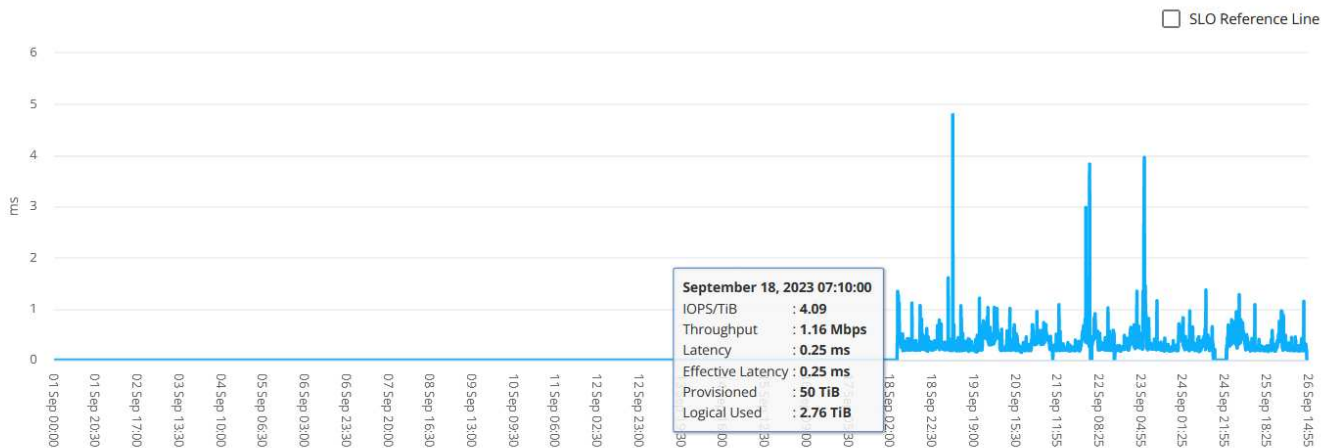 SLO Reference Line
6
5
4
3
2
1
0
ms
September 18, 2023 07:10:00
IOPS/TiB : 4.09
Throughput : 1.16 Mbps
Latency : 0.25 ms
Effective Latency : 0.25 ms
Provisioned : 50 TiB
Logical Used : 2.76 TiB
01 Sep 00:00
01 Sep 20:30
02 Sep 17:00
03 Sep 13:30
04 Sep 10:00
05 Sep 06:30
06 Sep 03:00
06 Sep 23:30
07 Sep 20:00
08 Sep 16:30
09 Sep 13:00
10 Sep 09:30
11 Sep 06:00
12 Sep 02:30
12 Sep 23:00
18 Sep 02:00
18 Sep 22:30
19 Sep 19:00
20 Sep 15:30
21 Sep 11:55
22 Sep 08:25
23 Sep 04:55
24 Sep 01:25
24 Sep 21:55
25 Sep 18:25
26 Sep 14:55